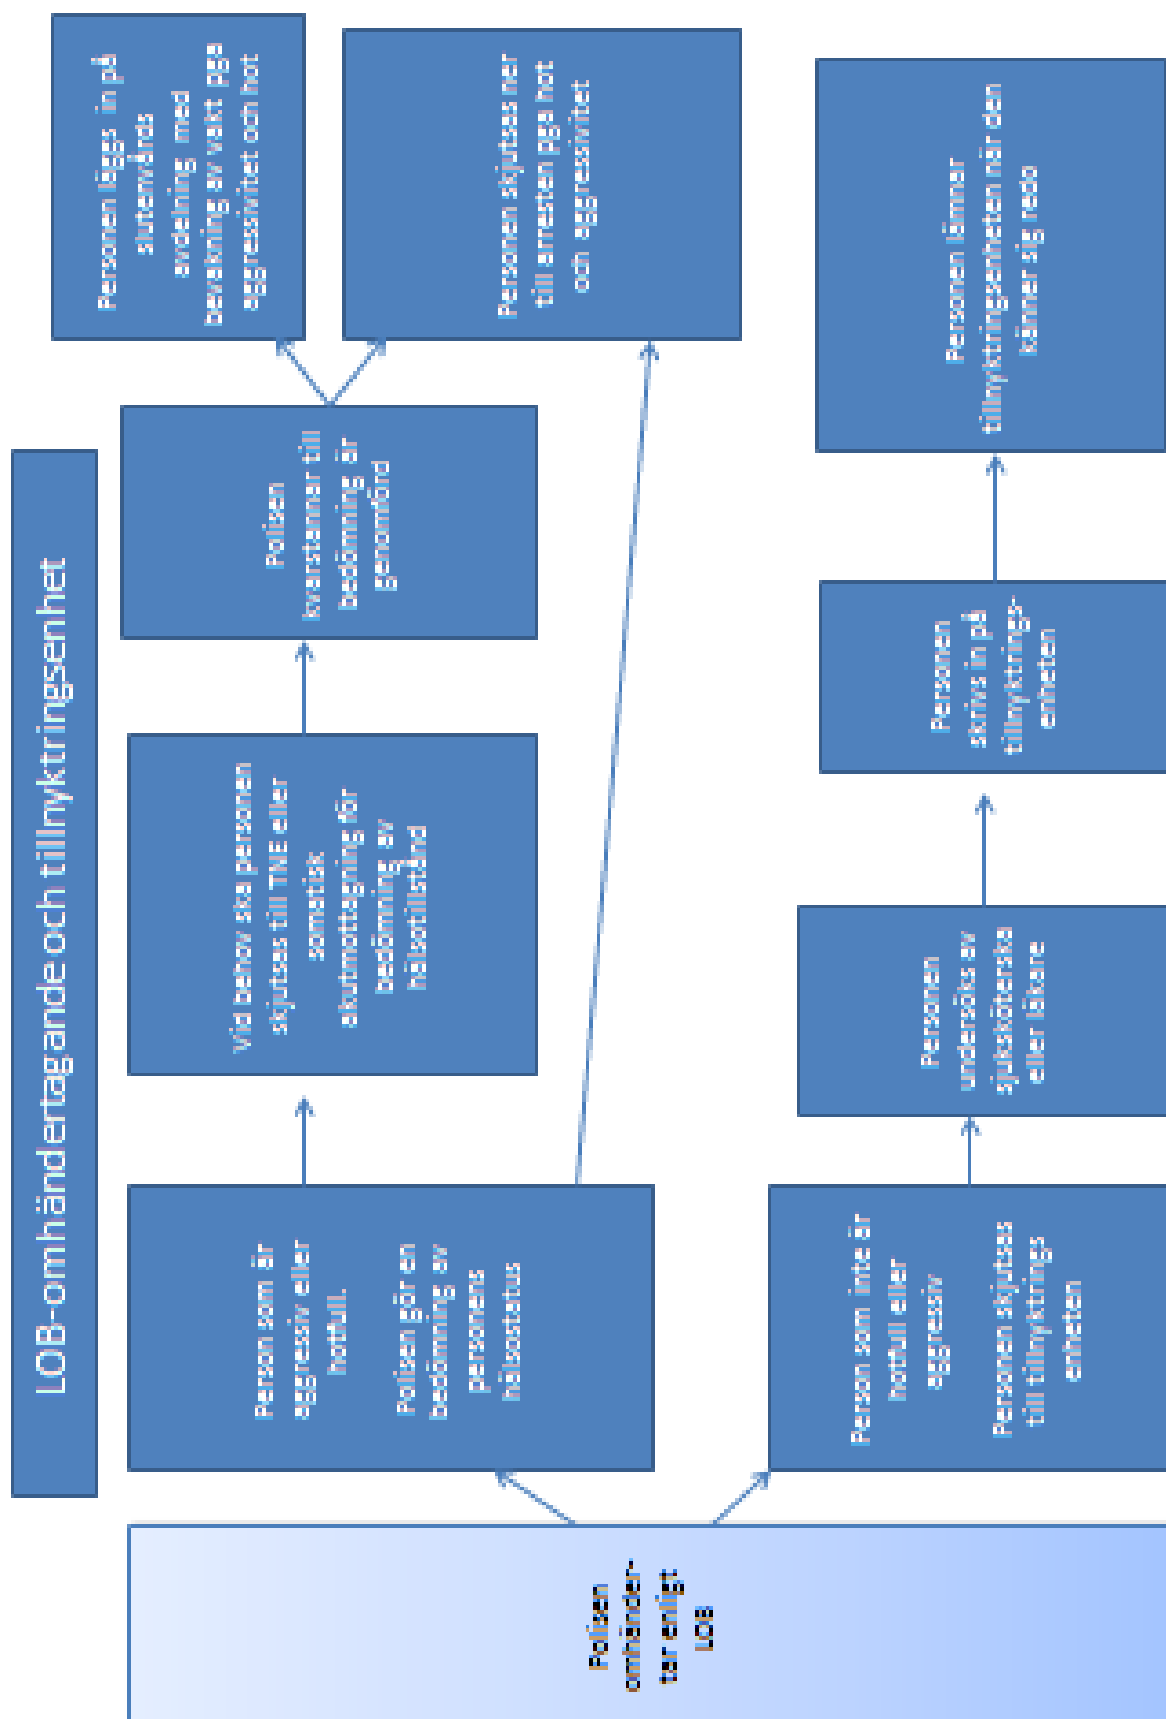 LOB-omhändertagande och tillnyktringsenhet
Polisen
omhänder-
tar enligt
LOB
Person som är
aggressiv eller
hotfull.
Polisen gör en
bedömning av
personens
hälsostatus
Vid behov ska personen
skjutsas till TNE eller
somatisk
akutmottagning för
bedömning av
hälsotillstånd
Polisen
kvarstannar till
bedömning är
genomförd
Personen läggs in på
slutenvårds
avdelning med
bevakning av vakt pga
aggressivitet och hot
Personen skjutsas ner
till arresten pga hot
och aggressivitet
Person som inte är
hotfull eller
aggressiv
Personen skjutsas
till tillnyktrings
enheten
Personen
undersöks av
sjuksköterska
eller läkare
Personen
skrivs in på
tillnyktrings-
enheten
Personen lämnar
tillnyktringsenheten när den
känner sig redo